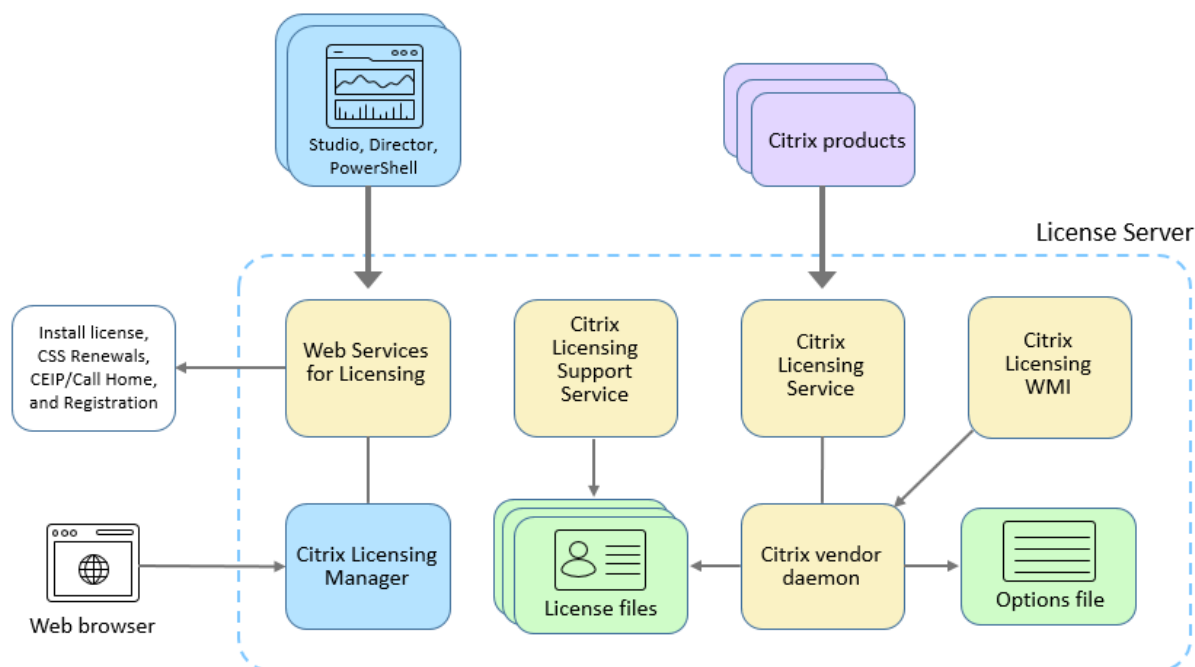 Studio, Director,
PowerShell
Citrix products
License Server
Install license,
CSS Renewals,
CEIP/Call Home,
and Registration
Web Services
for Licensing
Citrix
Licensing
Support
Service
Citrix
Licensing
Service
Citrix
Licensing
WMI
Web browser
Citrix Licensing
Manager
License files
Citrix vendor
daemon
Options file